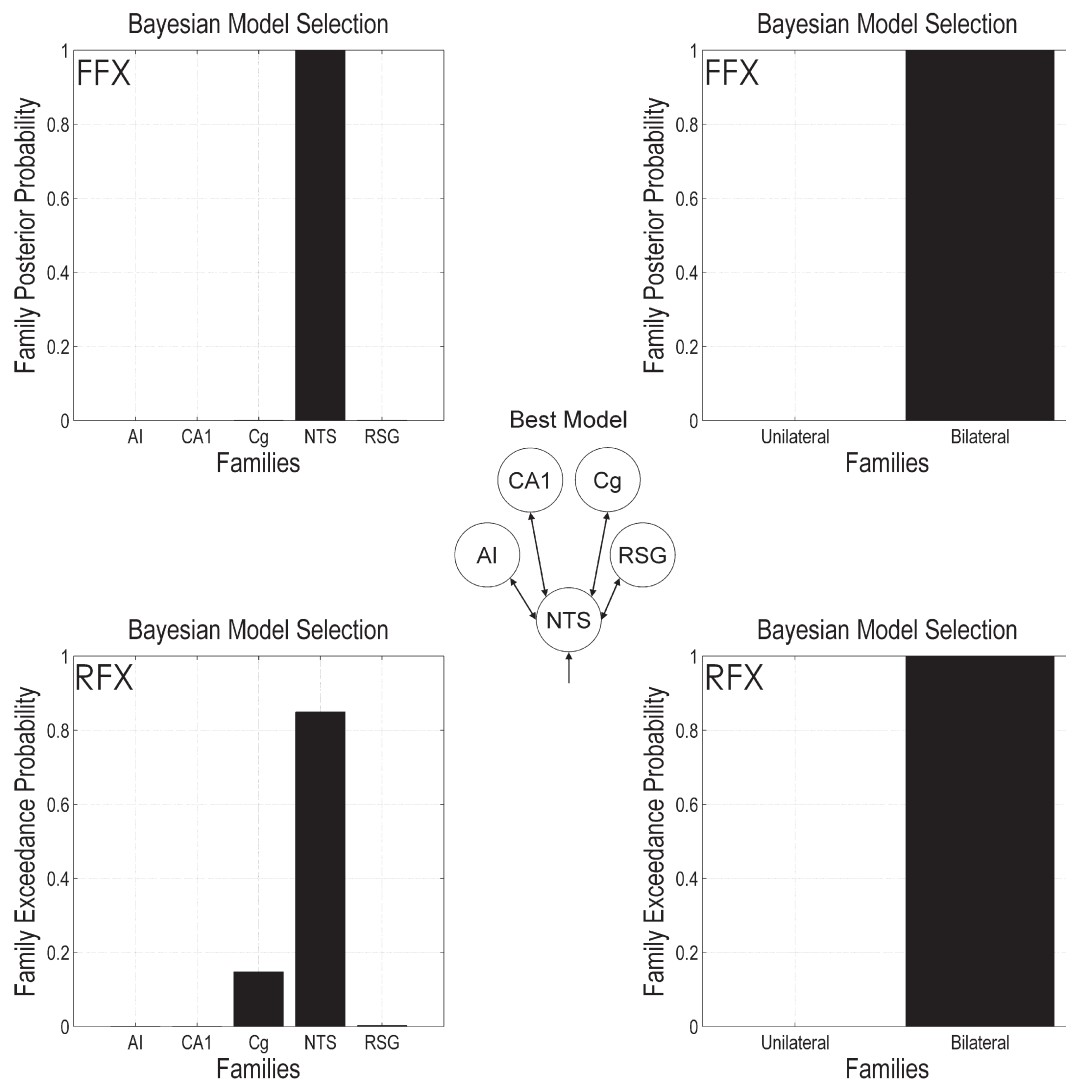 Bayesian Model Selection
FFX
Family Posterior Probability
1
0.8
0.6
0.4
0.2
0
AI CA1 Cg NTS RSG
Families
Bayesian Model Selection
FFX
Family Posterior Probability
1
0.8
0.6
0.4
0.2
0
Unilateral Bilateral
Families
Best Model
CA1 Cg
AI RSG
NTS
Bayesian Model Selection
RFX
Family Exceedance Probability
1
0.8
0.6
0.4
0.2
0
AI CA1 Cg NTS RSG
Families
Bayesian Model Selection
RFX
Family Exceedance Probability
1
0.8
0.6
0.4
0.2
0
Unilateral Bilateral
Families